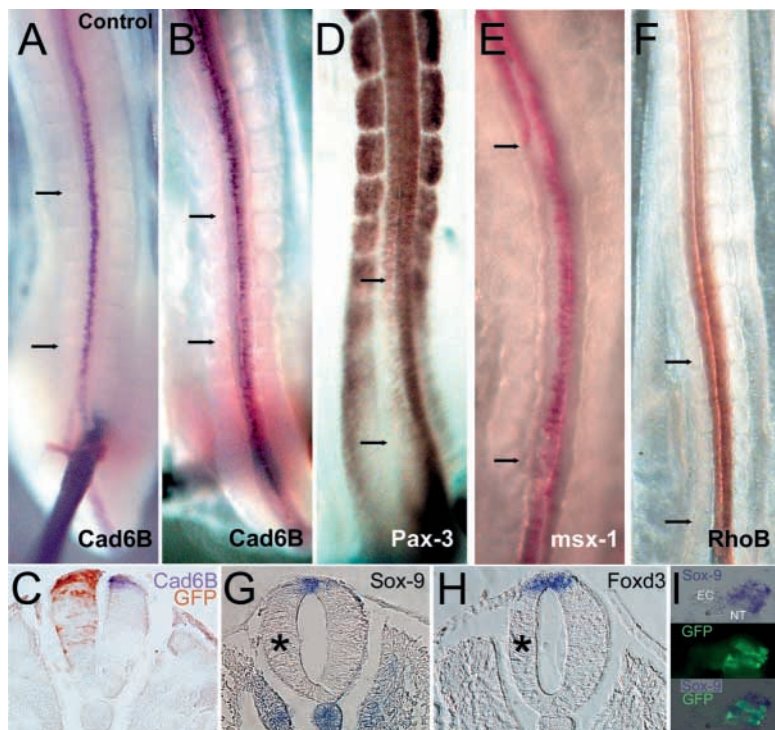 A Control
B
D
E
F
Cad6B
Cad6B
Pax-3
msx-1
RhoB
C
Cad6B
GFP
G
Sox-9
*
H
Foxd3
*
I
Sox-9
EC
NT
GFP
Sox-9
GFP